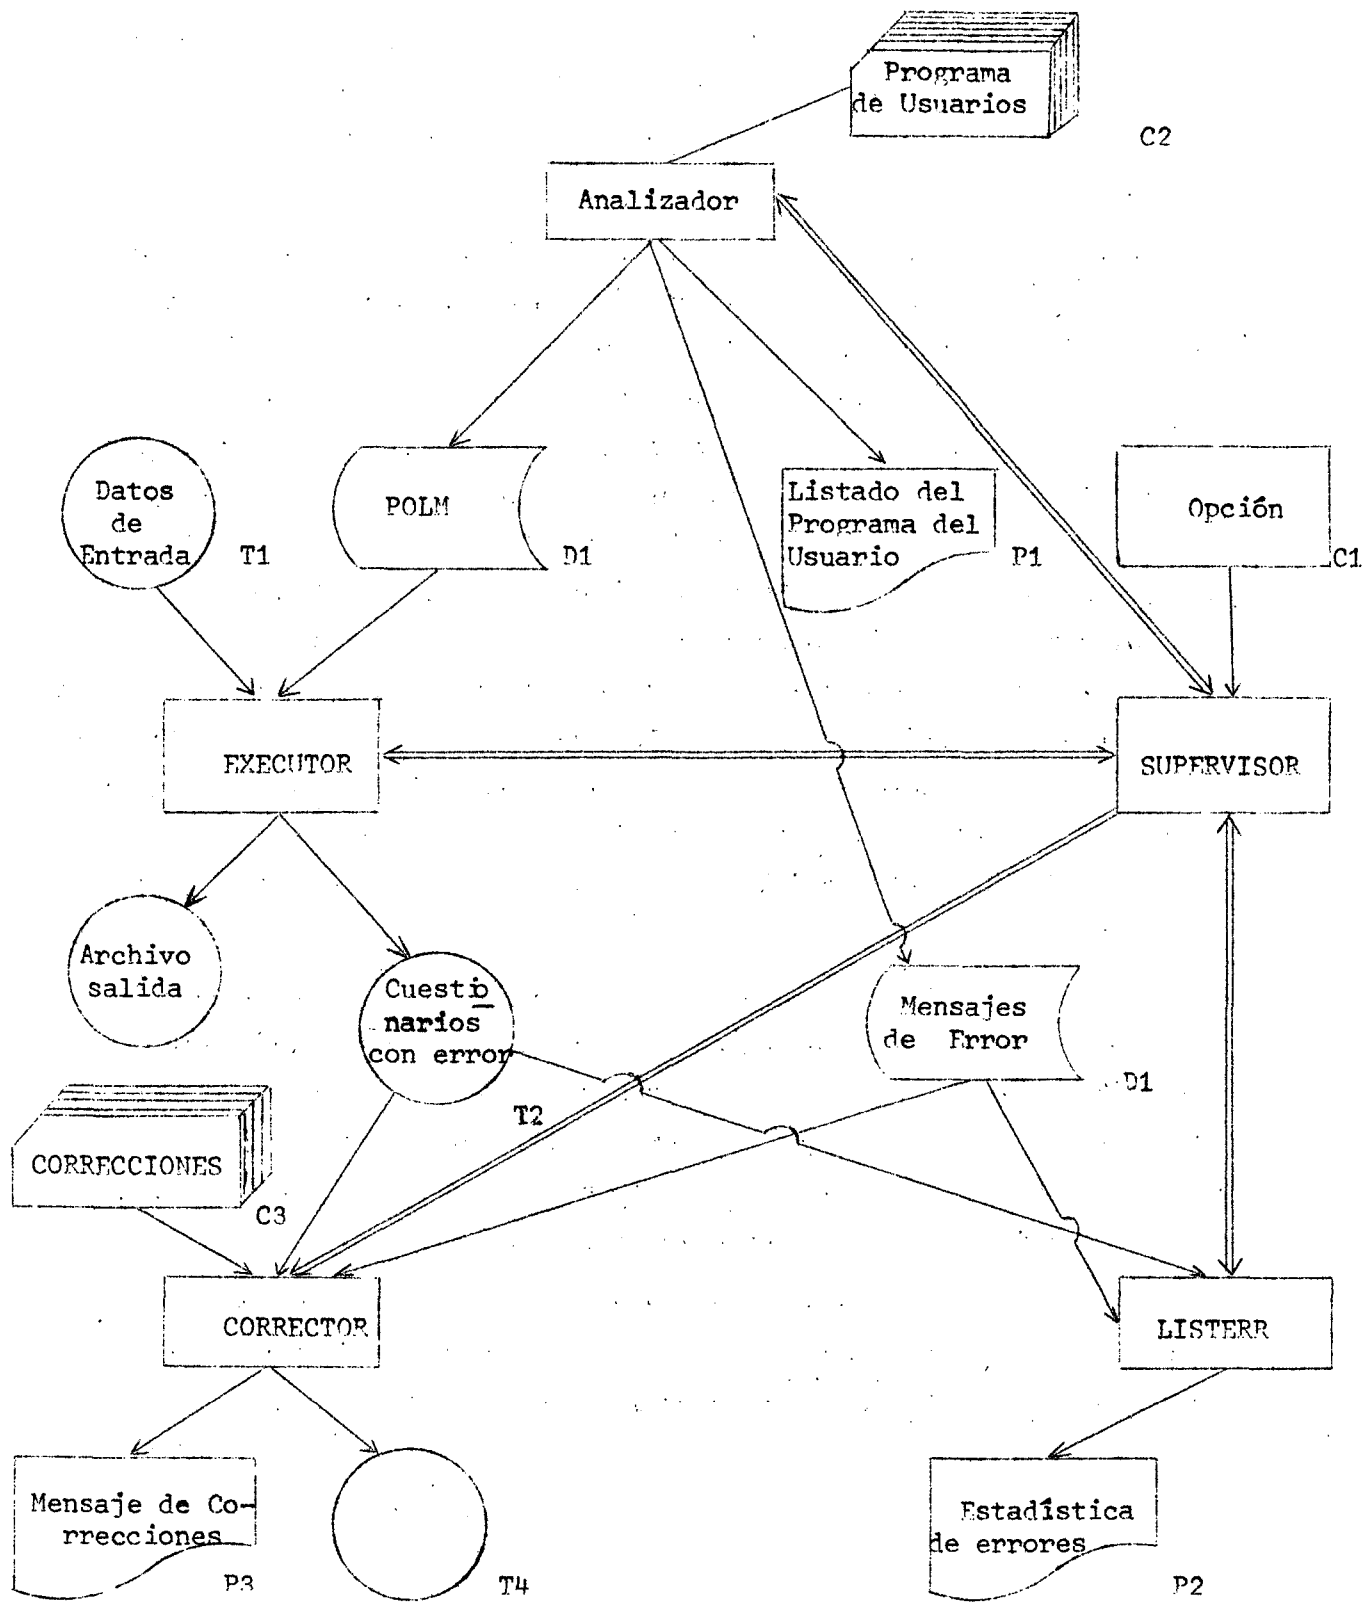 Programa
de Usuarios
C2
Analizador
Datos
de
Entrada
T1
POLM
D1
Listado del
Programa del
Usuario
P1
Opción
C1
EXECUTOR
SUPERVISOR
Archivo
salida
Cuestio
narios
con error
T2
Mensajes
de Error
D1
CORRECCIONES
C3
CORRECTOR
LISTERR
Mensaje de Co-
rrecciones
P3
T4
Estadística
de errores
P2